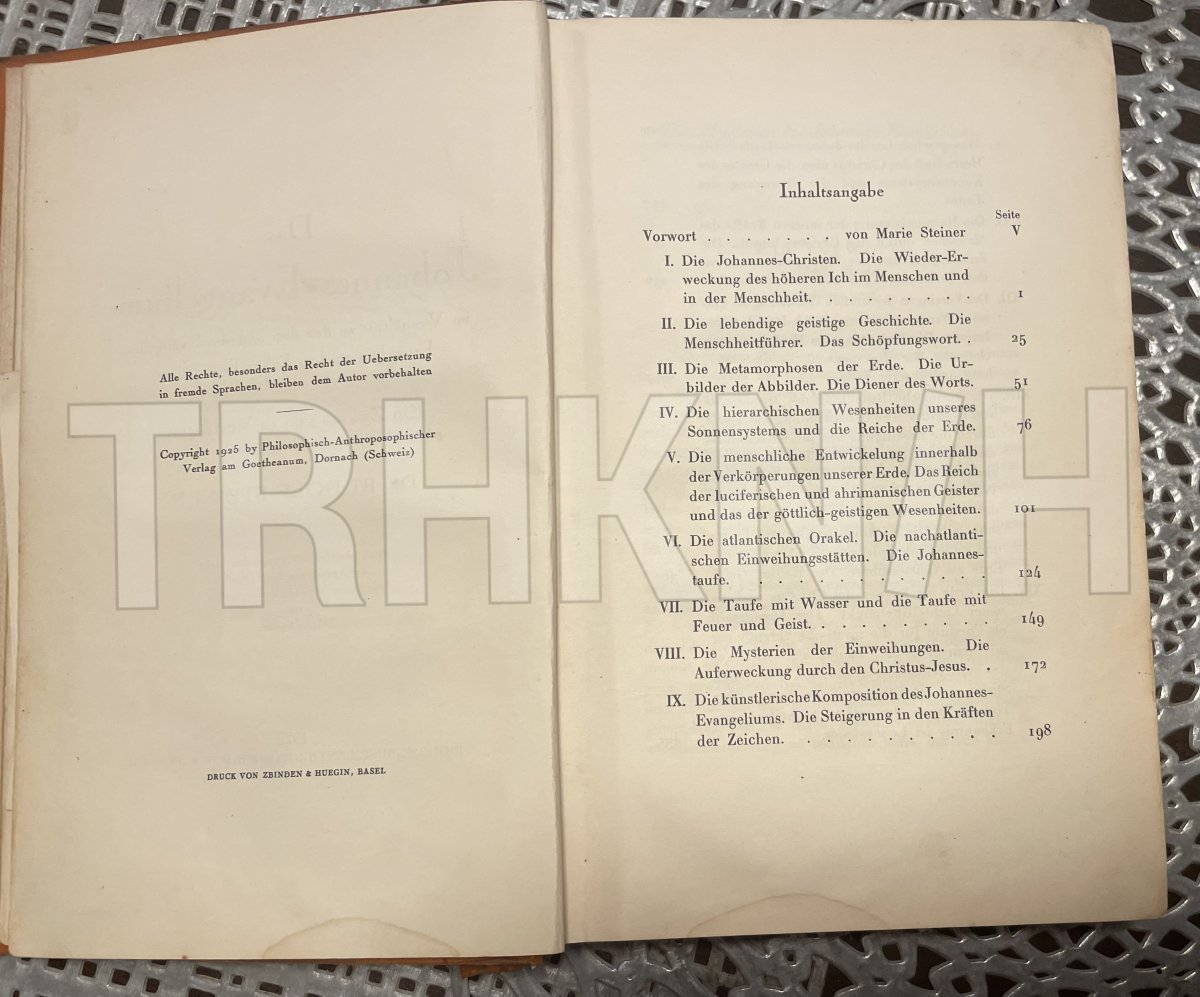 Alle Rechte, besonders das Recht der Uebersetzung
in fremde Sprachen, bleiben dem Autor vorbehalten
Copyright 1925 by Philosophisch-Anthroposophischer
Verlag am Goetheanum, Dornach (Schweiz)
DRUCK VON ZBINDEN & HUEGIN, BASEL
Inhaltsangabe
Seite
Vorwort . . . . . . . von Marie Steiner V
I. Die Johannes-Christen. Die Wieder-Er-
weckung des höheren Ich im Menschen und
in der Menschheit. . . . . . . . . 1
II. Die lebendige geistige Geschichte. Die
Menschheitführer. Das Schöpfungswort. . 25
III. Die Metamorphosen der Erde. Die Ur-
bilder der Abbilder. Die Diener des Worts. 51
IV. Die hierarchischen Wesenheiten unseres
Sonnensystems und die Reiche der Erde. 76
V. Die menschliche Entwickelung innerhalb
der Verkörperungen unserer Erde. Das Reich
der luciferischen und ahrimanischen Geister
und das der göttlich-geistigen Wesenheiten. 101
VI. Die atlantischen Orakel. Die nachatlanti-
schen Einweihungsstätten. Die Johannes-
taufe. . . . . . . . . . . . . 124
VII. Die Taufe mit Wasser und die Taufe mit
Feuer und Geist. . . . . . . . . . 149
VIII. Die Mysterien der Einweihungen. Die
Auferweckung durch den Christus-Jesus. . 172
IX. Die künstlerische Komposition des Johannes-
Evangeliums. Die Steigerung in den Kräften
der Zeichen. . . . . . . . . . . 198
TRHKN/H